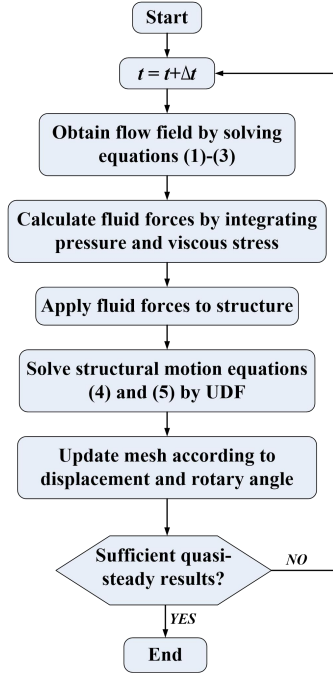 Start
t = t+Δt
Obtain flow field by solving
equations (1)-(3)
Calculate fluid forces by integrating
pressure and viscous stress
Apply fluid forces to structure
Solve structural motion equations
(4) and (5) by UDF
Update mesh according to
displacement and rotary angle
Sufficient quasi-
steady results?
NO
YES
End